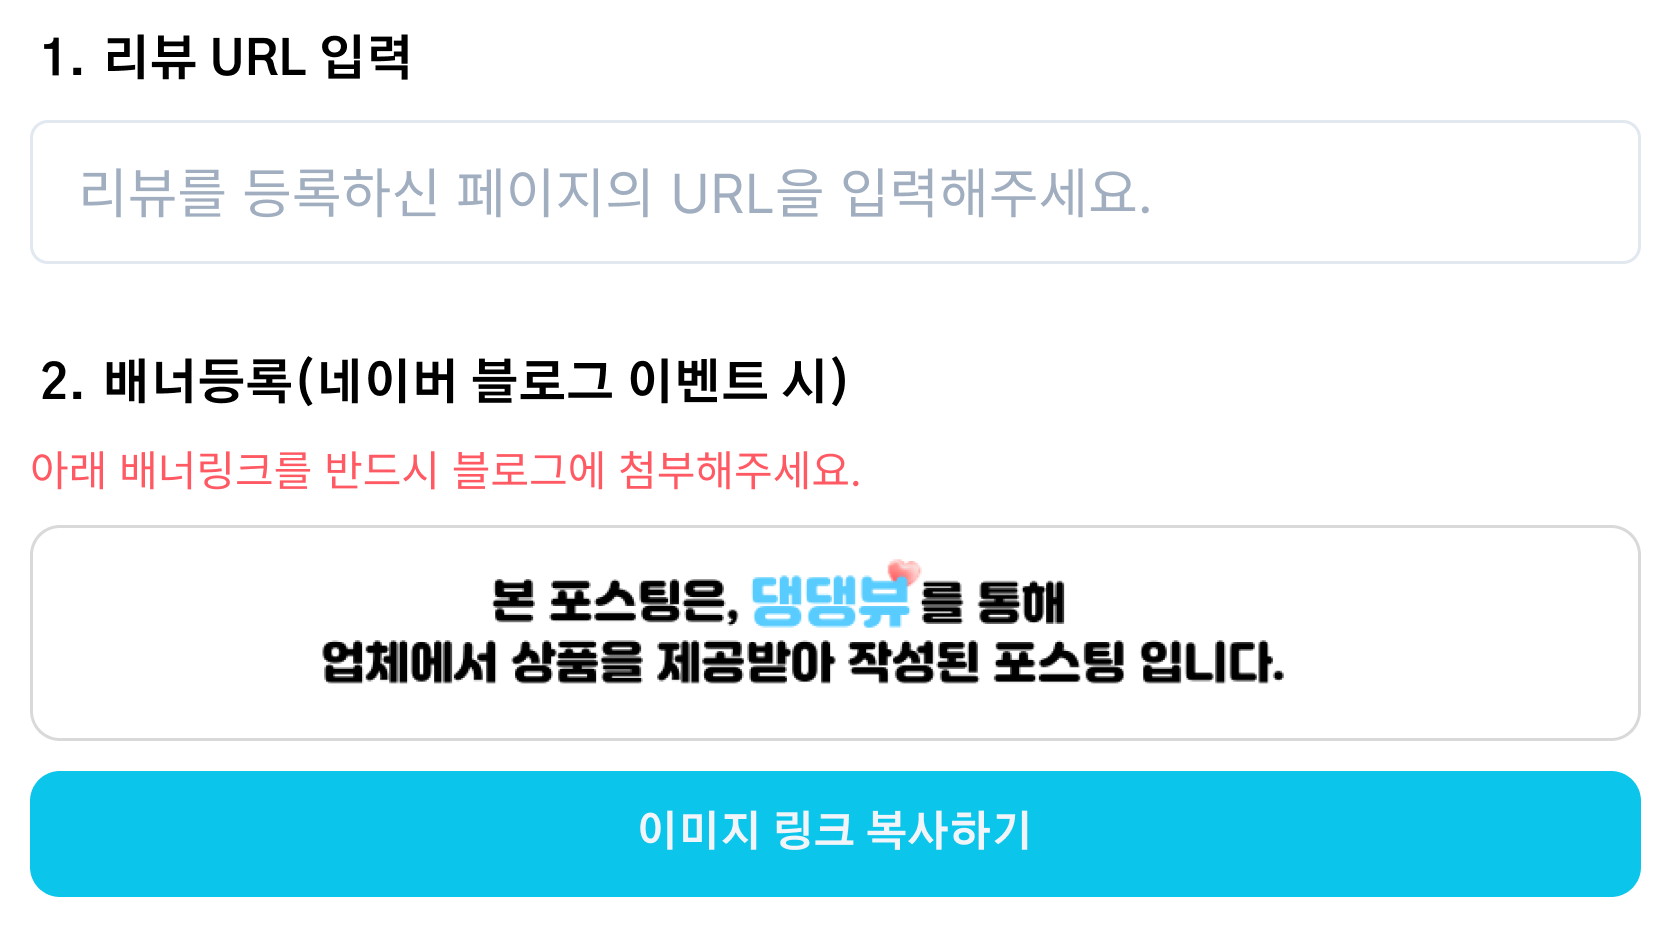 1. 리뷰 URL 입력
리뷰를 등록하신 페이지의 URL을 입력해주세요.
2. 배너등록(네이버 블로그 이벤트 시)
아래 배너링크를 반드시 블로그에 첨부해주세요.
본 포스팅은, 댕댕뷰를 통해
업체에서 상품을 제공받아 작성된 포스팅 입니다.
이미지 링크 복사하기